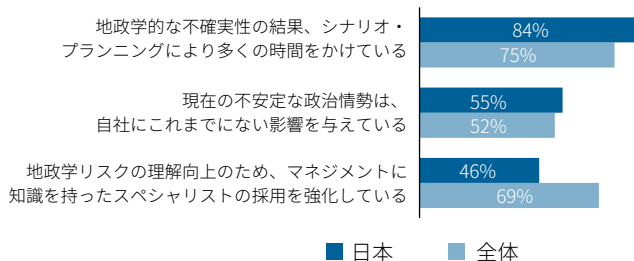 地政学的な不確実性の結果、シナリオ・
プランニングにより多くの時間をかけている
84%
75%
現在の不安定な政治情勢は、
自社にこれまでにない影響を与えている
55%
52%
地政学リスクの理解向上のため、マネジメントに
知識を持ったスペシャリストの採用を強化している
46%
69%
日本
全体